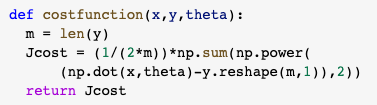 def costfunction(x,y,theta):
  m = len(y)
  Jcost = (1/(2*m))*np.sum(np.power(
      (np.dot(x,theta)-y.reshape(m,1)),2))
  return Jcost